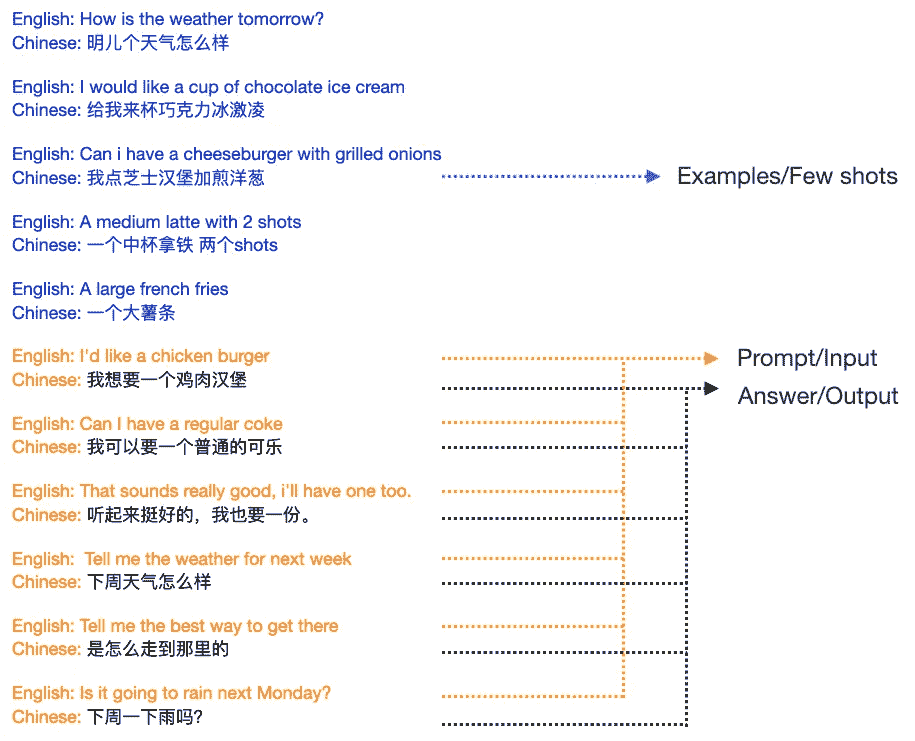 English: How is the weather tomorrow?
Chinese: 明儿个天气怎么样
English: I would like a cup of chocolate ice cream
Chinese: 给我来杯巧克力冰激凌
English: Can i have a cheeseburger with grilled onions
Chinese: 我点芝士汉堡加煎洋葱
Examples/Few shots
English: A medium latte with 2 shots
Chinese: 一个中杯拿铁 两个shots
English: A large french fries
Chinese: 一个大薯条
English: I'd like a chicken burger
Prompt/Input
Chinese: 我想要一个鸡肉汉堡
Answer/Output
English: Can I have a regular coke
Chinese: 我可以要一个普通的可乐
English: That sounds really good, i'll have one too.
Chinese: 听起来挺好的，我也要一份。
English: Tell me the weather for next week
Chinese: 下周天气怎么样
English: Tell me the best way to get there
Chinese: 是怎么走到那里的
English: Is it going to rain next Monday?
Chinese: 下周一下雨吗?